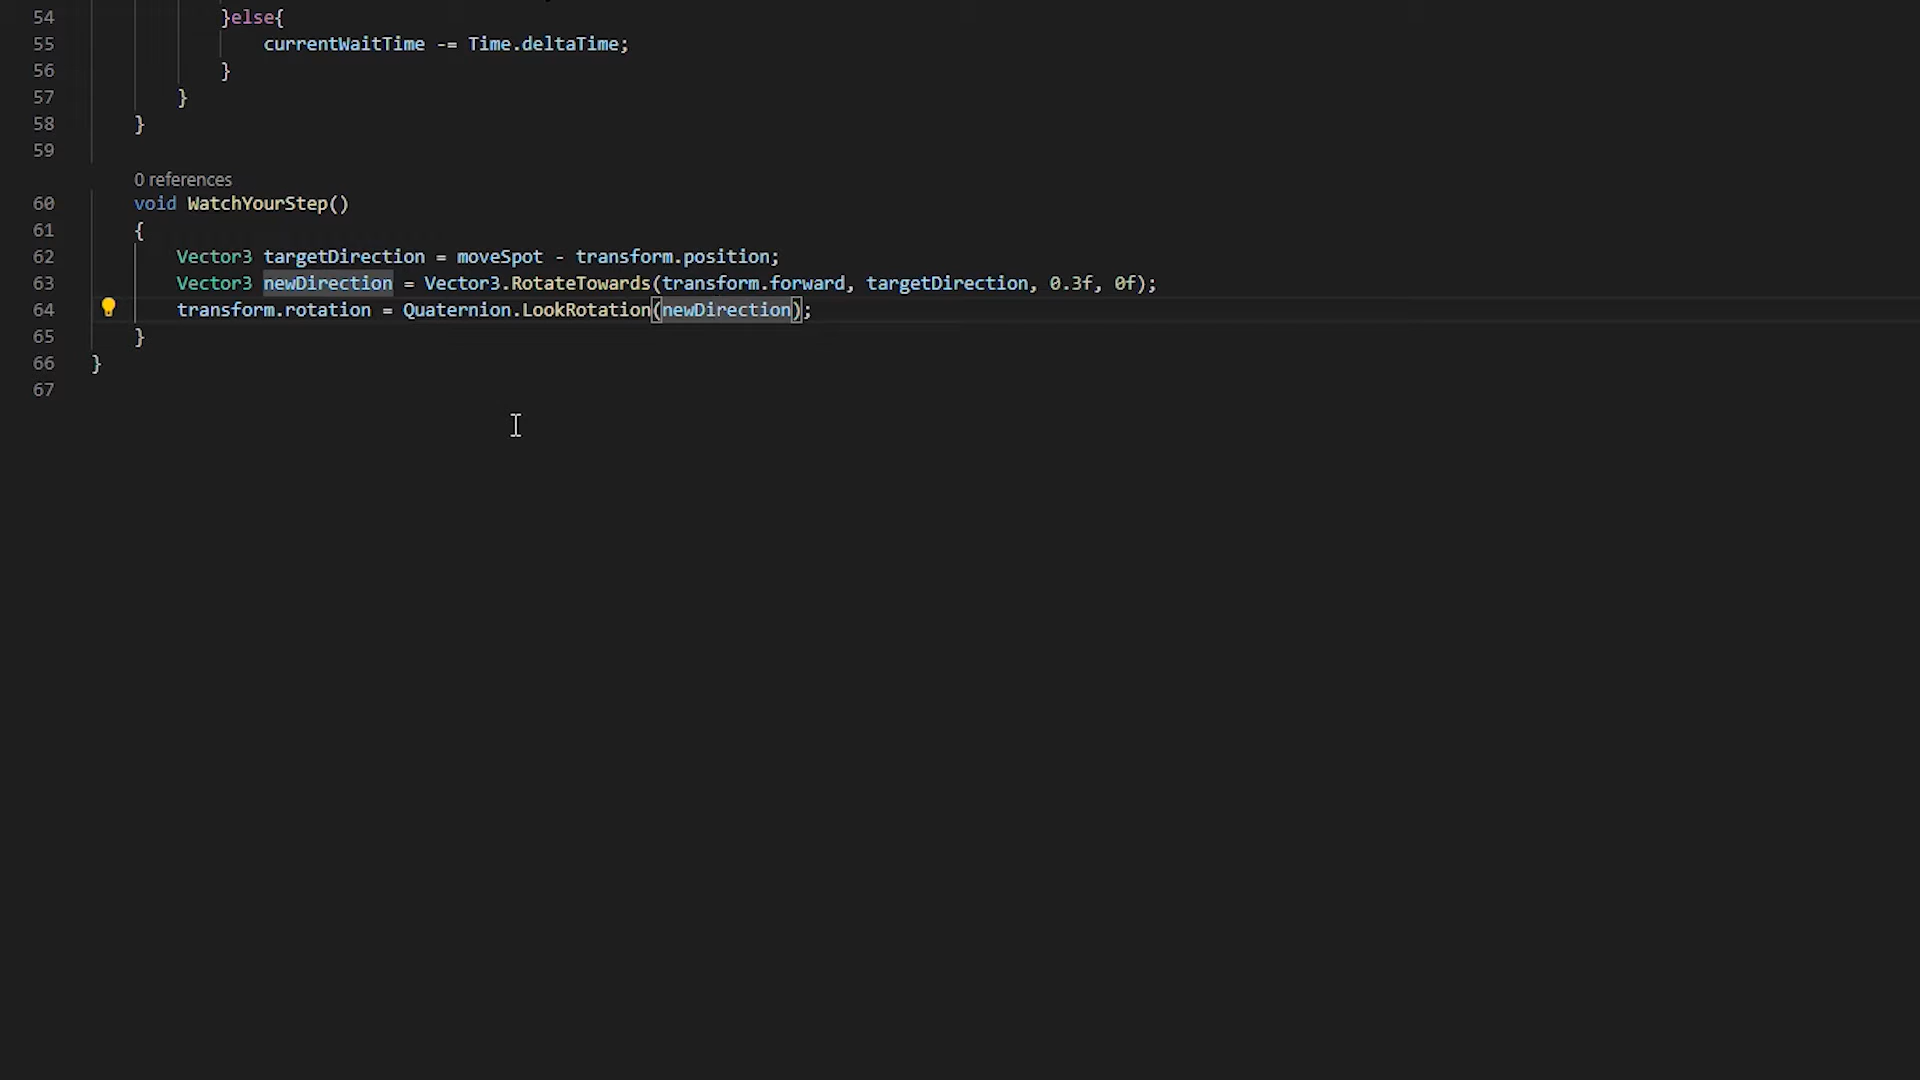 54 }else{
55 currentWaitTime -= Time.deltaTime;
56 }
57 }
58 }
59
0 references
60 void WatchYourStep()
61 {
62 Vector3 targetDirection = moveSpot - transform.position;
63 Vector3 newDirection = Vector3.RotateTowards(transform.forward, targetDirection, 0.3f, 0f);
64 transform.rotation = Quaternion.LookRotation(newDirection);
65 }
66 }
67